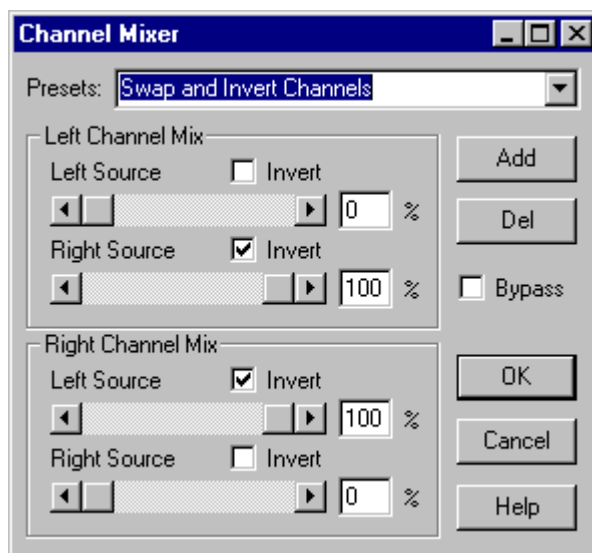 Channel Mixer
Presets: Swap and Invert Channels
Left Channel Mix
Left Source Invert
0 %
Right Source Invert
100 %
Right Channel Mix
Left Source Invert
100 %
Right Source Invert
0 %
Add
Del
Bypass
OK
Cancel
Help